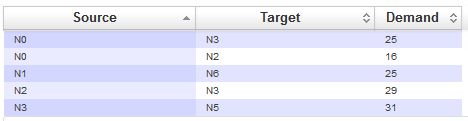 Source Target Demand
N0 N3 25
N0 N2 16
N1 N6 25
N2 N3 29
N3 N5 31